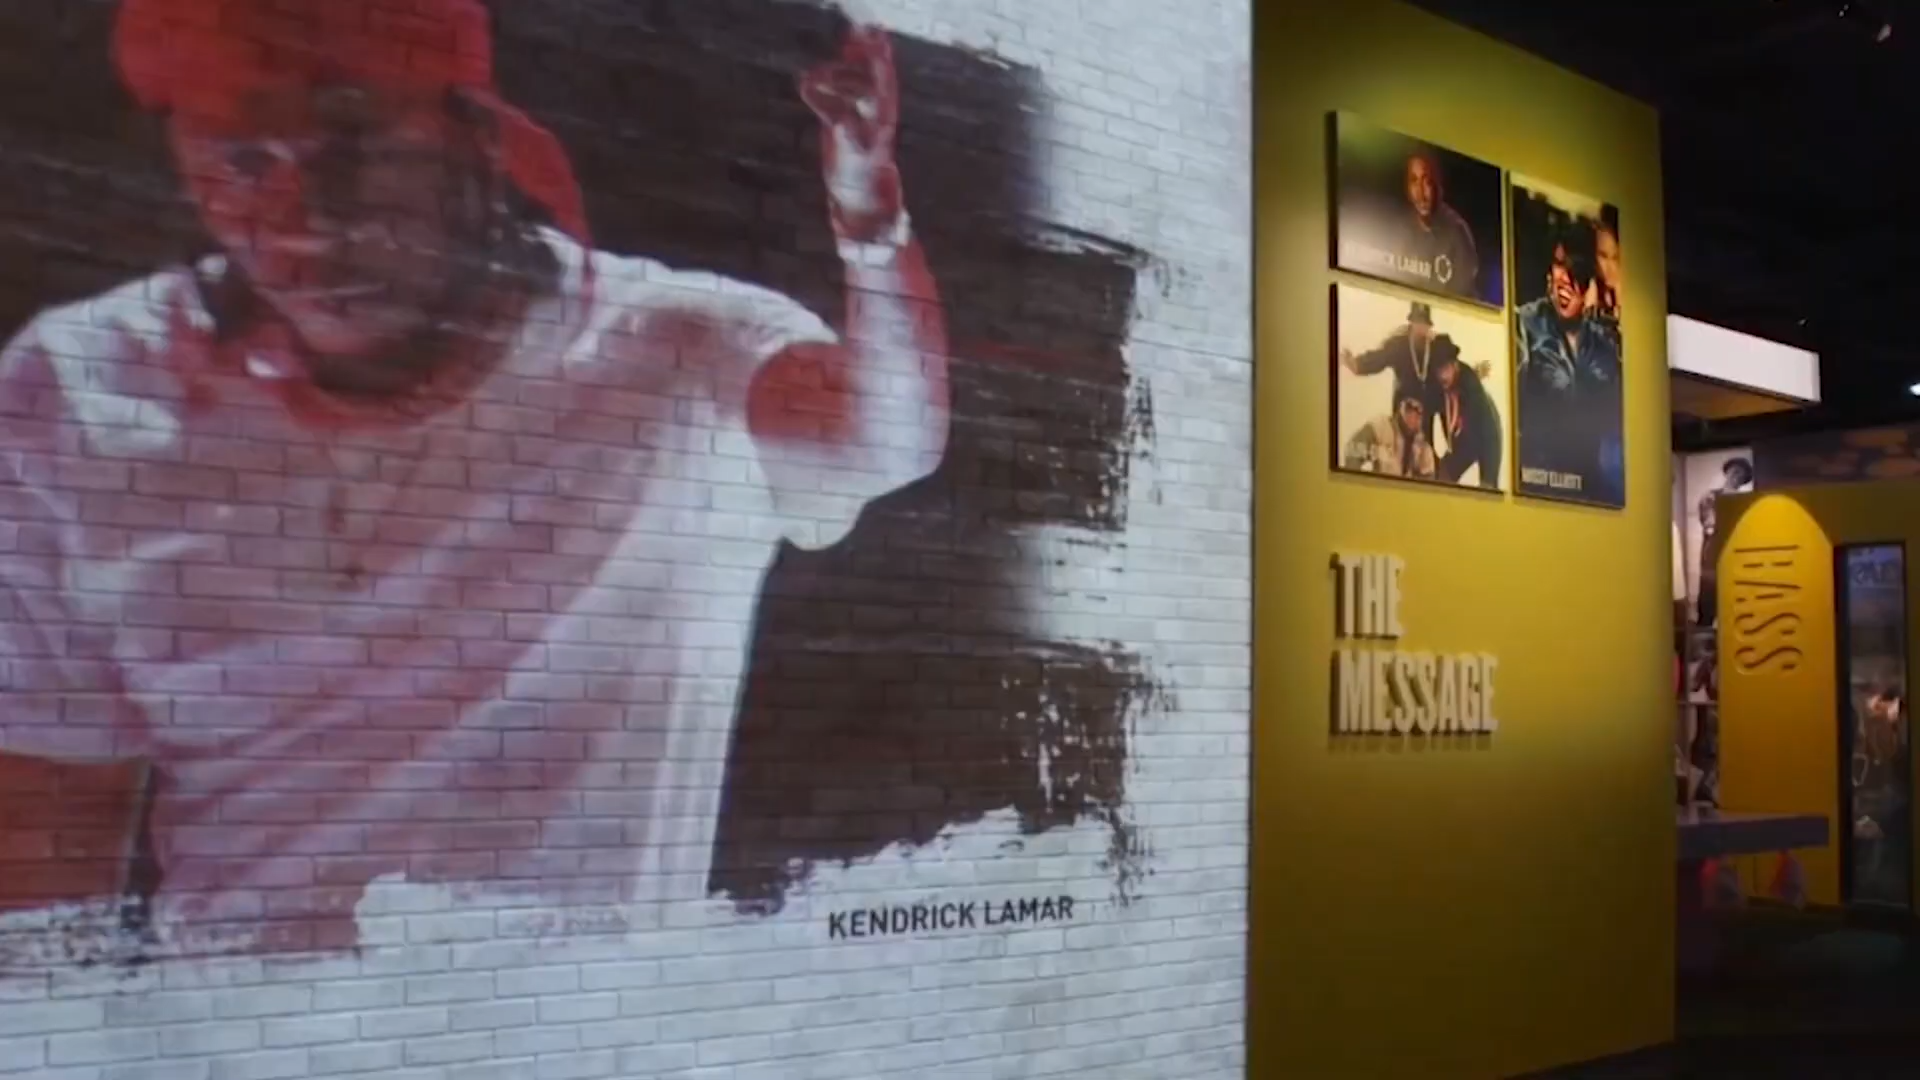 KENDRICK LAMAR
KENDRICK LAMAR
MISSY ELLIOTT
THE
MESSAGE
BASS